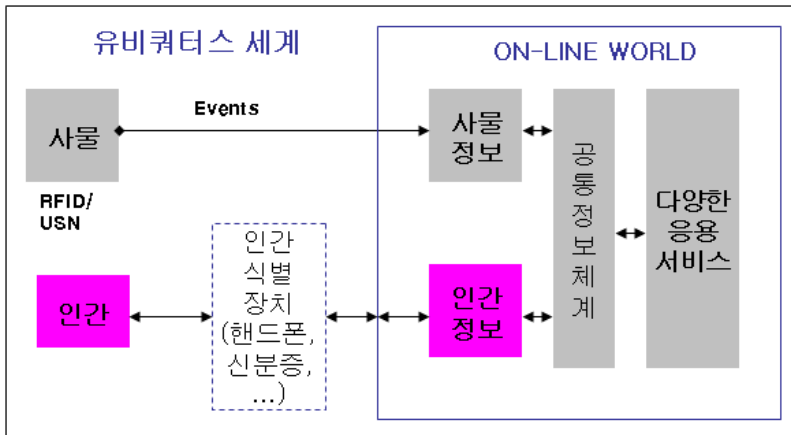 유비쿼터스 세계
ON-LINE WORLD
Events
사물
사물
정보
RFID/
USN
인간
인간
식별
장치
(핸드폰,
신분증,
...)
인간
정보
공
통
정
보
체
계
다양한
응용
서비스